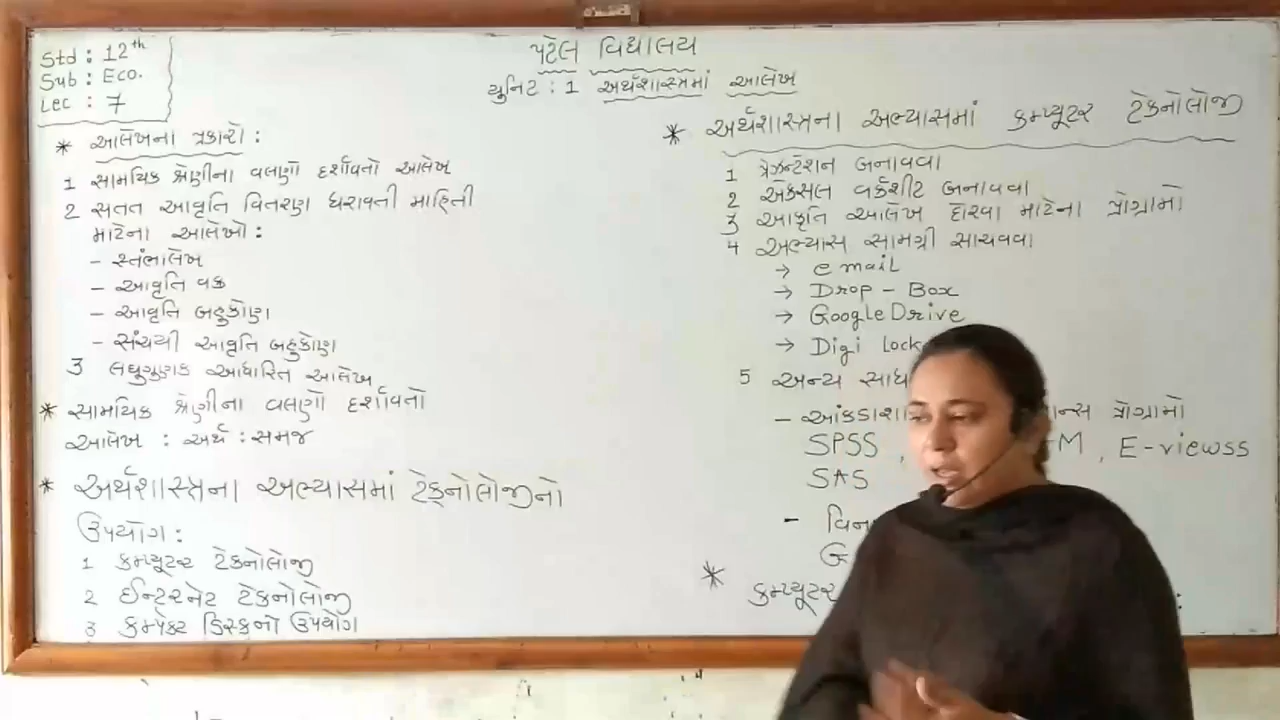 Std : 12th
Sub : Eco.
Lec : 7
પટેલ વિદ્યાલય
યુનિટ : 1 અર્થશાસ્ત્રમાં આલેખ
* આલેખના પ્રકારો :
1 સામયિક શ્રેણીના વલણો દર્શાવતો આલેખ
2 સતત આવૃતિ વિતરણ ધરાવતી માહિતી
માટેના આલેખો :
- સ્તંભાલેખ
- આવૃતિ વક્ર
- આવૃતિ બહુકોણ
- સંચયી આવૃતિ બહુકોણ
3 લઘુગુણક આધારિત આલેખ
* સામયિક શ્રેણીના વલણો દર્શાવતો
આલેખ : અર્થ : સમજ
* અર્થશાસ્ત્રના અભ્યાસમાં ટેક્નોલોજીનો
ઉપયોગ :
1 કમ્પ્યૂટર ટેકનોલોજી
2 ઈન્ટરનેટ ટેકનોલોજી
3 કમ્પેક્ટ ડિસ્કનો ઉપયોગ
* અર્થશાસ્ત્રના અભ્યાસમાં કમ્પ્યૂટર ટેકનોલોજી
1 પ્રેઝન્ટેશન બનાવવા
2 એક્સલ વર્કશીટ બનાવવા
3 આકૃતિ આલેખ દોરવા માટેના પ્રોગ્રામો
4 અભ્યાસ સામગ્રી સાચવવા
→ email
→ Drop - Box
→ Google Drive
→ Digi
5 અન્ય
- પ્રોગ્રામો
SPSS , M , E-viewss
SAS
-
G
* કમ્પ્યૂટર :